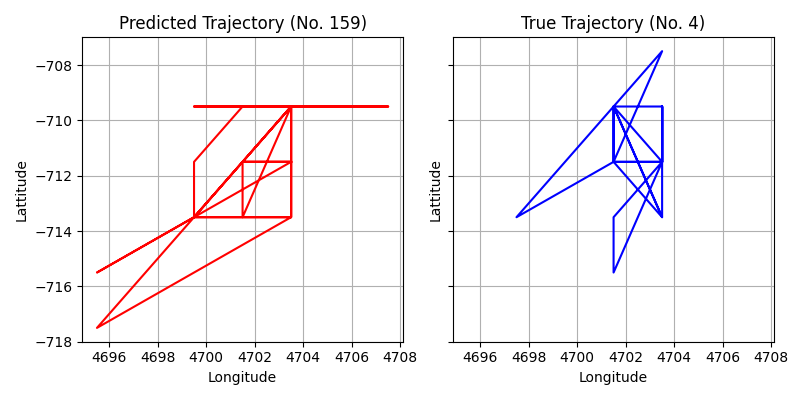 Predicted Trajectory (No. 159)
True Trajectory (No. 4)
Lattitude
−708
−710
−712
−714
−716
−718
4696 4698 4700 4702 4704 4706 4708
Longitude
Lattitude
4696 4698 4700 4702 4704 4706 4708
Longitude